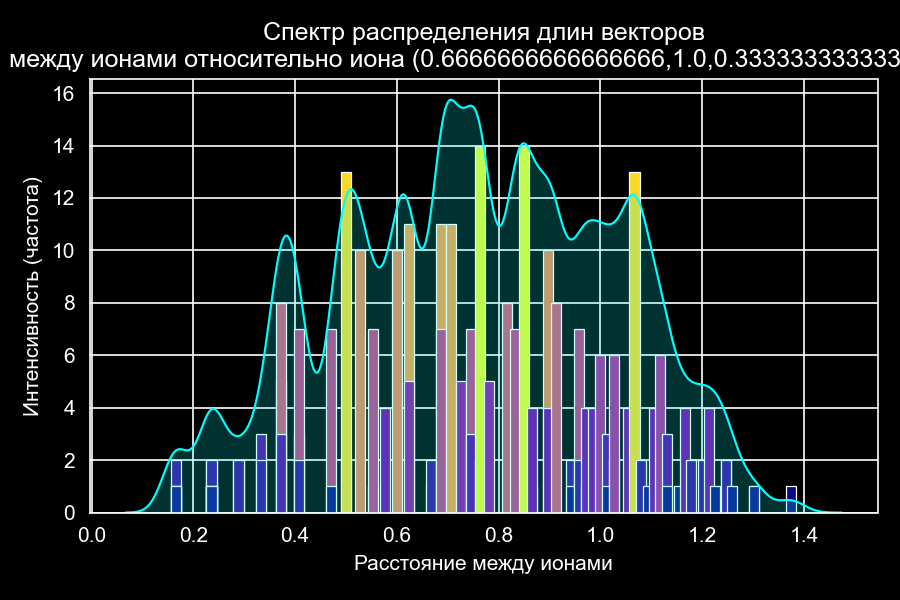 Спектр распределения длин векторов
между ионами относительно иона (0.6666666666666666,1.0,0.333333333333
16
14
12
10
8
6
4
2
0
Интенсивность (частота)
0.0 0.2 0.4 0.6 0.8 1.0 1.2 1.4
Расстояние между ионами